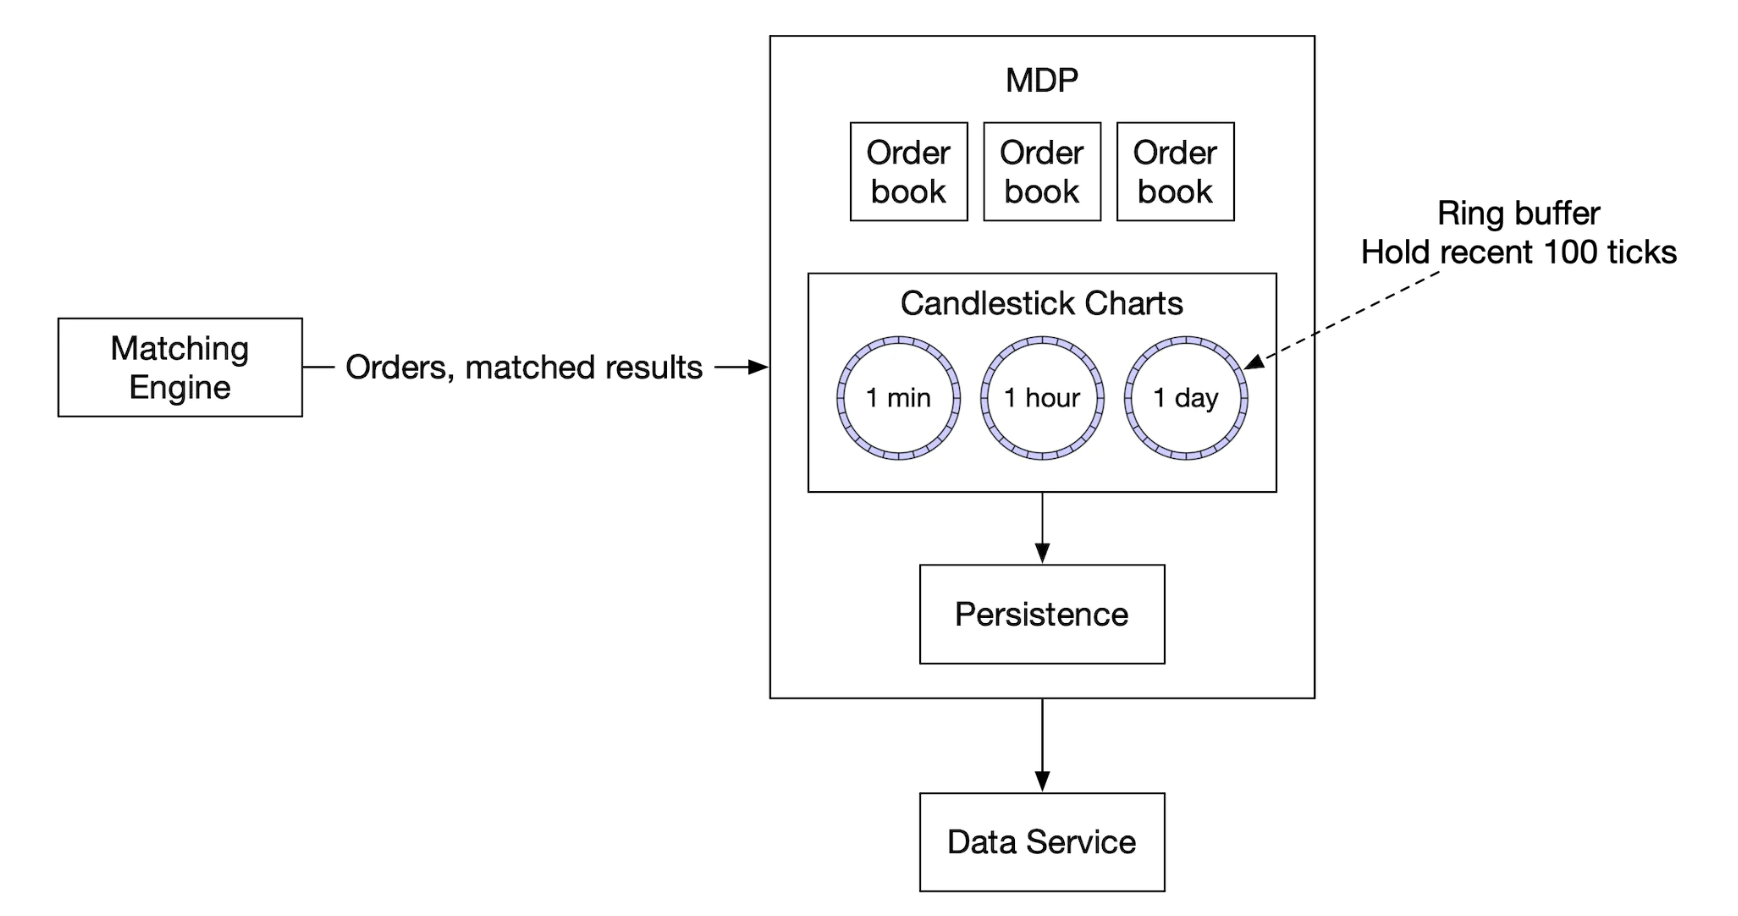 MDP
Order
book
Order
book
Order
book
Ring buffer
Hold recent 100 ticks
Candlestick Charts
Matching
Engine
Orders, matched results
1 min
1 hour
1 day
Persistence
Data Service